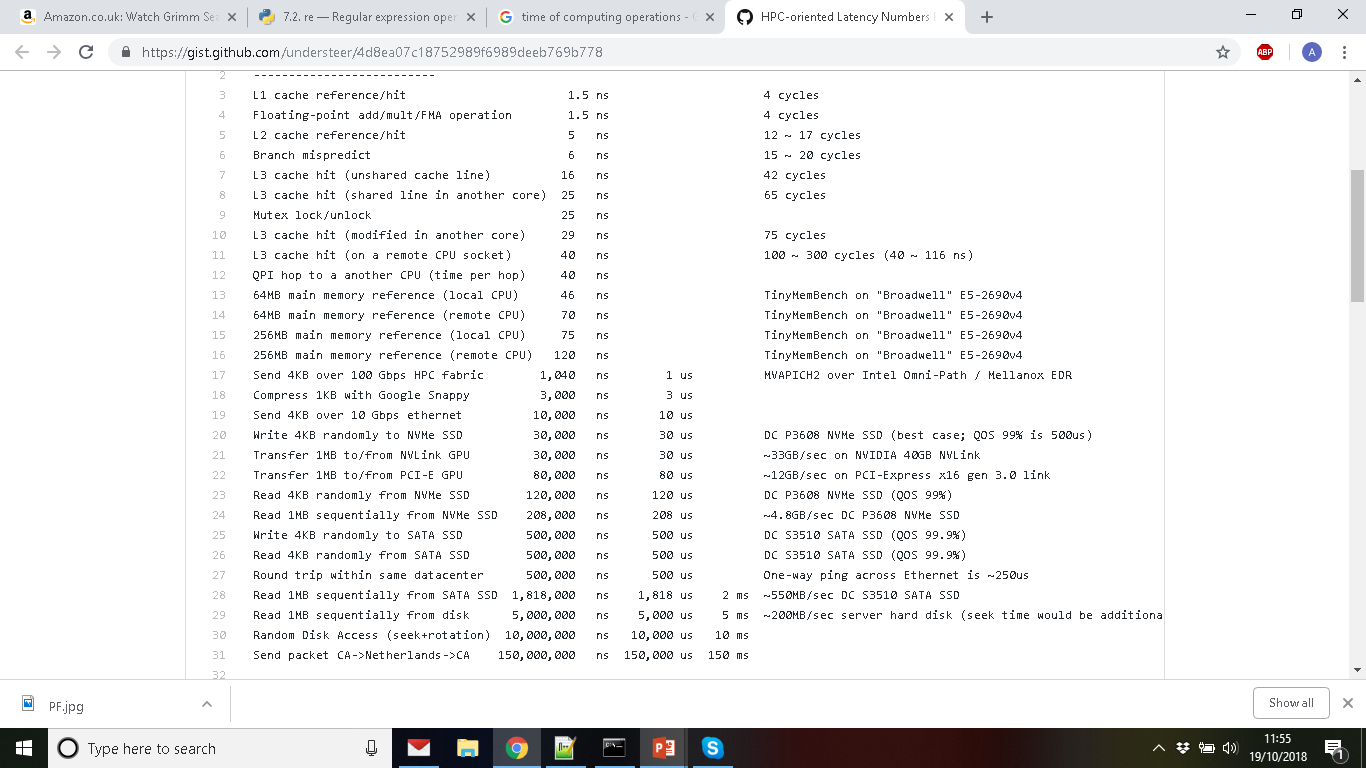 Amazon.co.uk: Watch Grimm Sea
7.2. re — Regular expression oper
time of computing operations - G
HPC-oriented Latency Numbers E
https://gist.github.com/understeer/4d8ea07c18752989f6989deeb769b778
ABP
A
2 --------------------------
3 L1 cache reference/hit 1.5 ns 4 cycles
4 Floating-point add/mult/FMA operation 1.5 ns 4 cycles
5 L2 cache reference/hit 5 ns 12 ~ 17 cycles
6 Branch mispredict 6 ns 15 ~ 20 cycles
7 L3 cache hit (unshared cache line) 16 ns 42 cycles
8 L3 cache hit (shared line in another core) 25 ns 65 cycles
9 Mutex lock/unlock 25 ns
10 L3 cache hit (modified in another core) 29 ns 75 cycles
11 L3 cache hit (on a remote CPU socket) 40 ns 100 ~ 300 cycles (40 ~ 116 ns)
12 QPI hop to a another CPU (time per hop) 40 ns
13 64MB main memory reference (local CPU) 46 ns TinyMemBench on "Broadwell" E5-2690v4
14 64MB main memory reference (remote CPU) 70 ns TinyMemBench on "Broadwell" E5-2690v4
15 256MB main memory reference (local CPU) 75 ns TinyMemBench on "Broadwell" E5-2690v4
16 256MB main memory reference (remote CPU) 120 ns TinyMemBench on "Broadwell" E5-2690v4
17 Send 4KB over 100 Gbps HPC fabric 1,040 ns 1 us MVAPICH2 over Intel Omni-Path / Mellanox EDR
18 Compress 1KB with Google Snappy 3,000 ns 3 us
19 Send 4KB over 10 Gbps ethernet 10,000 ns 10 us
20 Write 4KB randomly to NVMe SSD 30,000 ns 30 us DC P3608 NVMe SSD (best case; QOS 99% is 500us)
21 Transfer 1MB to/from NVLink GPU 30,000 ns 30 us ~33GB/sec on NVIDIA 40GB NVLink
22 Transfer 1MB to/from PCI-E GPU 80,000 ns 80 us ~12GB/sec on PCI-Express x16 gen 3.0 link
23 Read 4KB randomly from NVMe SSD 120,000 ns 120 us DC P3608 NVMe SSD (QOS 99%)
24 Read 1MB sequentially from NVMe SSD 208,000 ns 208 us ~4.8GB/sec DC P3608 NVMe SSD
25 Write 4KB randomly to SATA SSD 500,000 ns 500 us DC S3510 SATA SSD (QOS 99.9%)
26 Read 4KB randomly from SATA SSD 500,000 ns 500 us DC S3510 SATA SSD (QOS 99.9%)
27 Round trip within same datacenter 500,000 ns 500 us One-way ping across Ethernet is ~250us
28 Read 1MB sequentially from SATA SSD 1,818,000 ns 1,818 us 2 ms ~550MB/sec DC S3510 SATA SSD
29 Read 1MB sequentially from disk 5,000,000 ns 5,000 us 5 ms ~200MB/sec server hard disk (seek time would be additiona
30 Random Disk Access (seek+rotation) 10,000,000 ns 10,000 us 10 ms
31 Send packet CA->Netherlands->CA 150,000,000 ns 150,000 us 150 ms
32
PF.jpg
Show all
Type here to search
11:55
19/10/2018
1